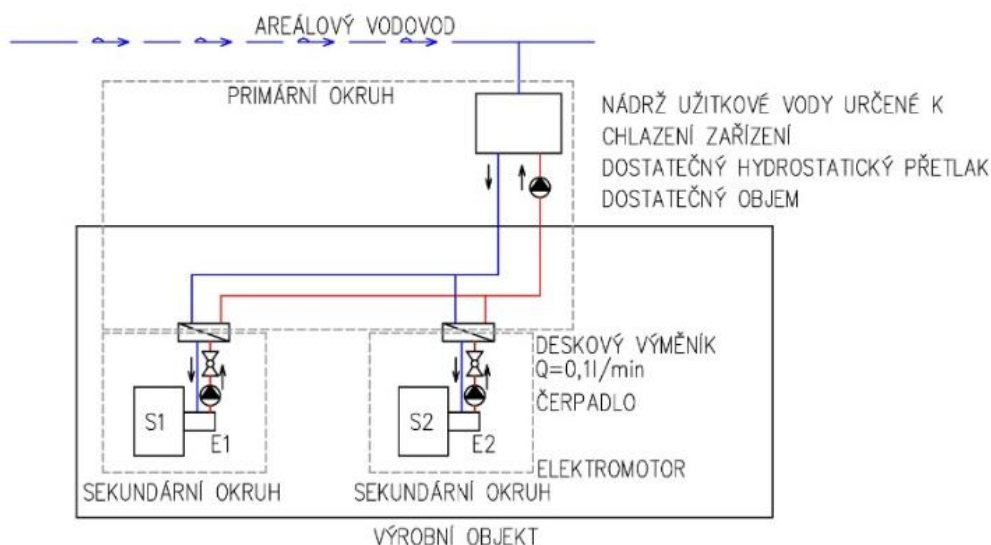 AREÁLOVÝ VODOVOD
PRIMÁRNÍ OKRUH
NÁDRŽ UŽITKOVÉ VODY URČENÉ K
CHLAZENÍ ZAŘÍZENÍ
DOSTATEČNÝ HYDROSTATICKÝ PŘETLAK
DOSTATEČNÝ OBJEM
DESKOVÝ VÝMĚNÍK
Q=0,1l/min
ČERPADLO
S1
E1
S2
E2
ELEKTROMOTOR
SEKUNDÁRNÍ OKRUH
SEKUNDÁRNÍ OKRUH
VÝROBNÍ OBJEKT